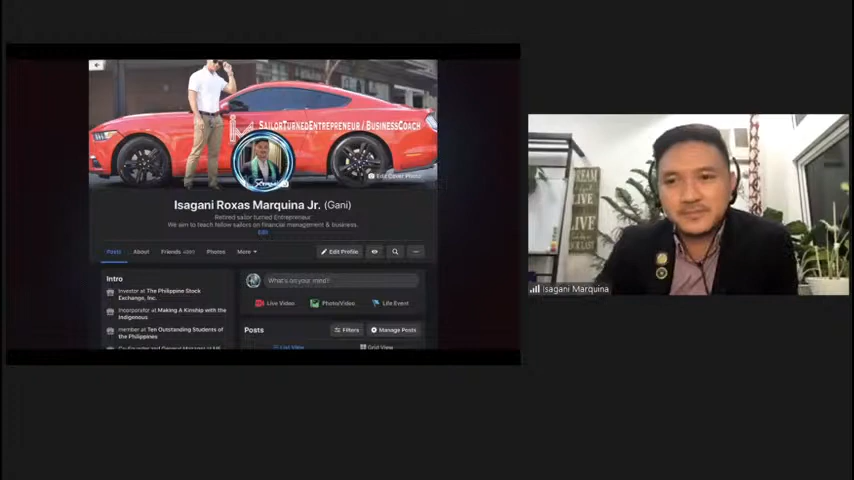 SAILORTURNEDENTREPRENEUR / BUSINESSCOACH
Edit Cover Photo
Isagani Roxas Marquina Jr. (Gani)
Retired sailor turned Entrepreneur
We aim to teach fellow sailors on financial management & business.
Edit
Posts About Friends Photos More
Edit Profile
Intro
Investor at The Philippine Stock
Exchange, Inc.
Incorporator at Making A Kinship with the
Indigenous
member at Ten Outstanding Students of
the Philippines
What's on your mind?
Live Video Photo/Video Life Event
Posts Filters Manage Posts
List View Grid View
DREAM
LIVE
LIVE
Isagani Marquina